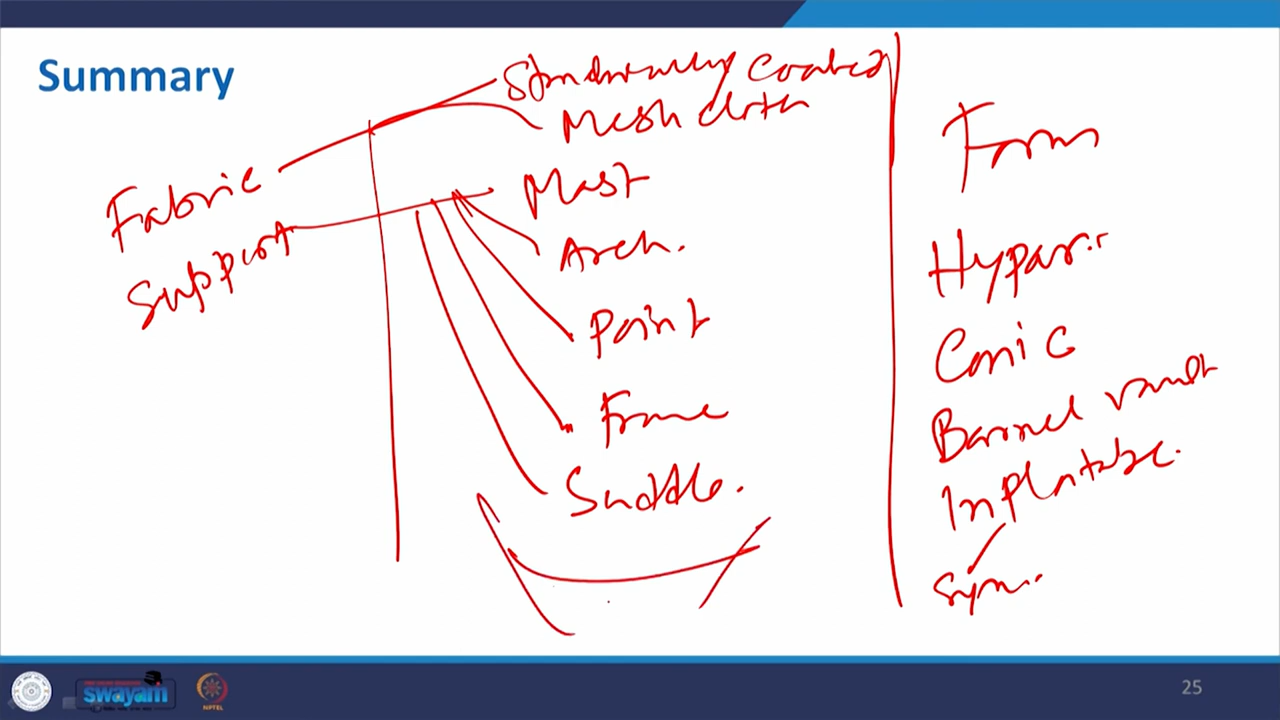 Summary
Fabric
Support
coated
Mesh cloth
Mast
Arch.
Point
Frame
Saddle.
Form
Hypar..
Conic
Barrel vault
Inflatable.
Sym.
swayam
NPTEL
25